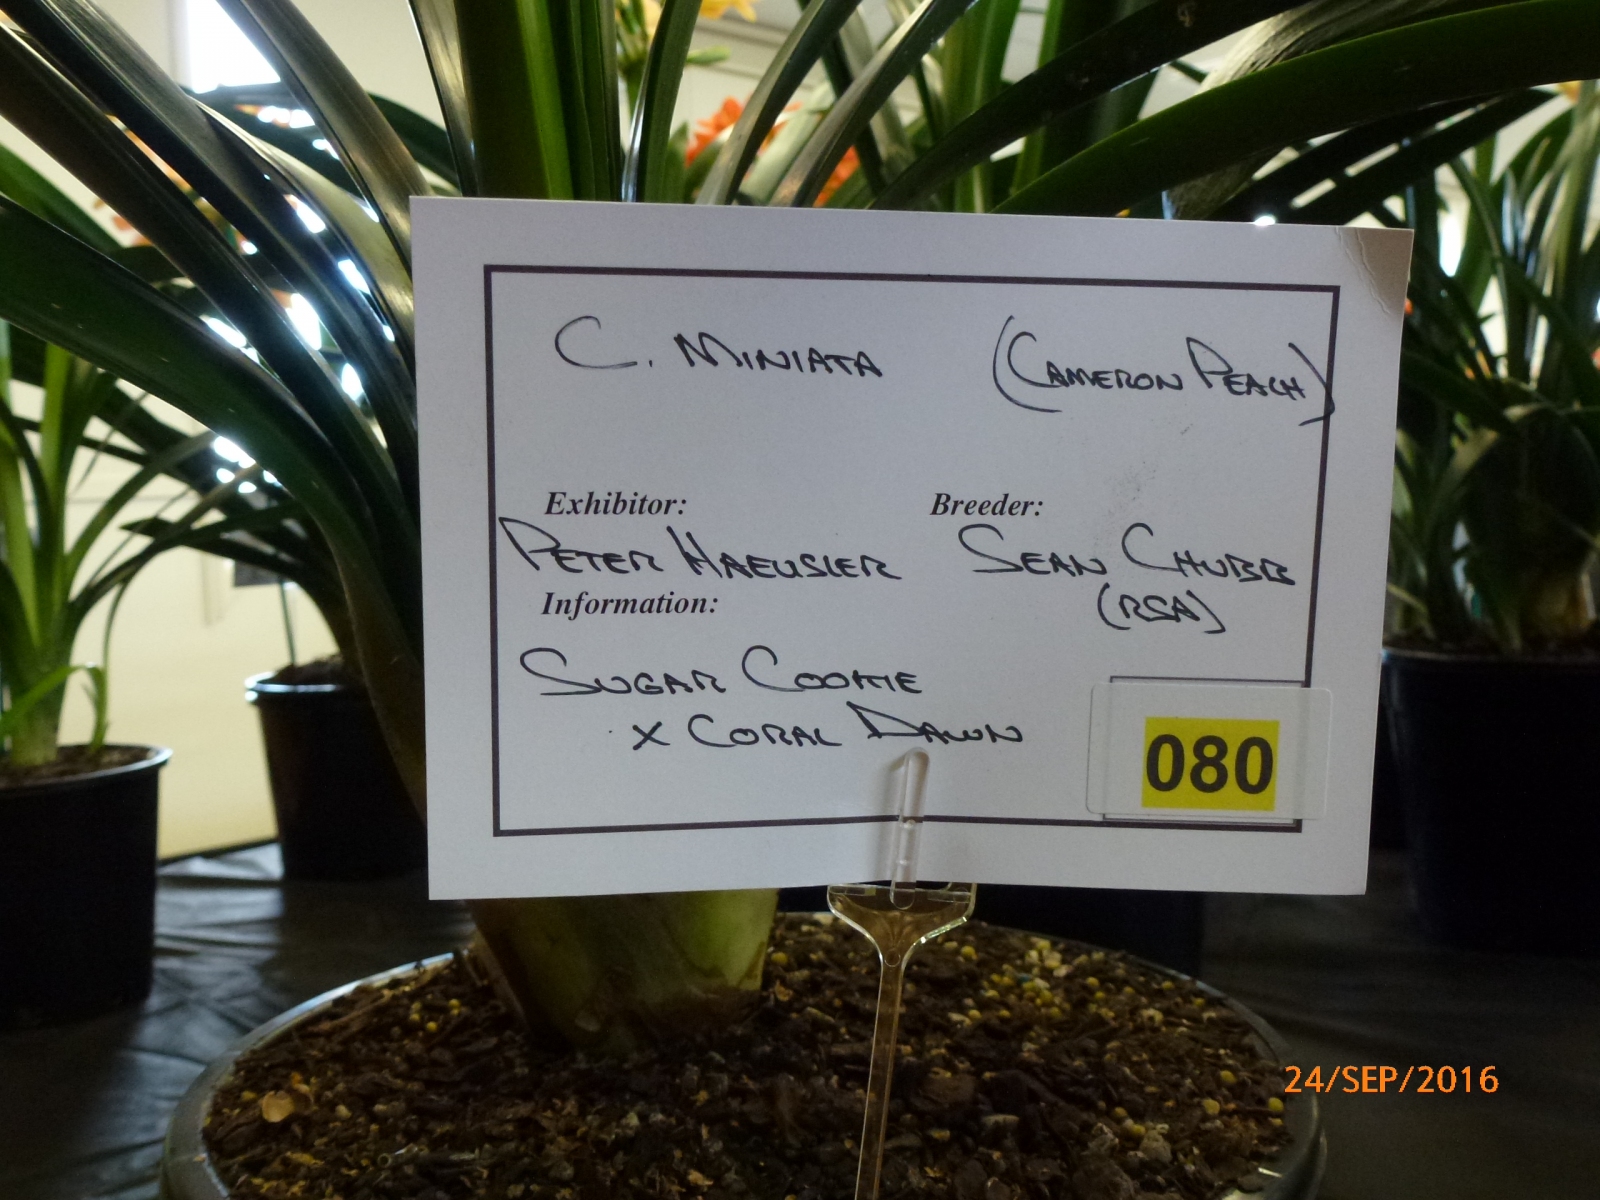 C. MINIATA (CAMERON PEACH)
Exhibitor: Breeder:
PETER HAEUSLER SEAN CHUBB
(RSA)
Information:
SUGAR COOKIE
x CORAL DAWN
080
24/SEP/2016